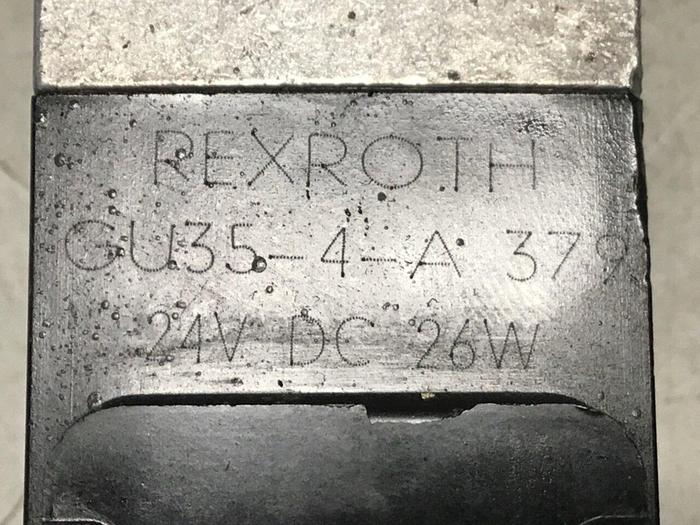 REXROTH
GU35-4-A 379
24V DC 26W